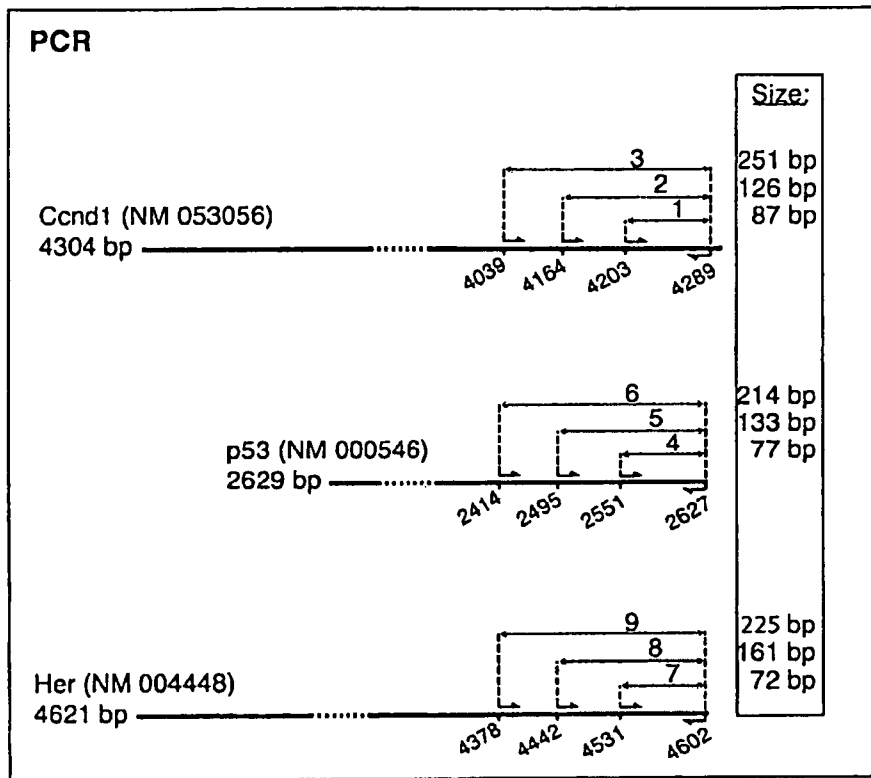 PCR
Size:
3
251 bp
2
126 bp
1
87 bp
Ccnd1 (NM 053056)
4304 bp
4039
4164
4203
4289
6
214 bp
5
133 bp
4
77 bp
p53 (NM 000546)
2629 bp
2414
2495
2551
2627
9
225 bp
8
161 bp
7
72 bp
Her (NM 004448)
4621 bp
4378
4442
4531
4602